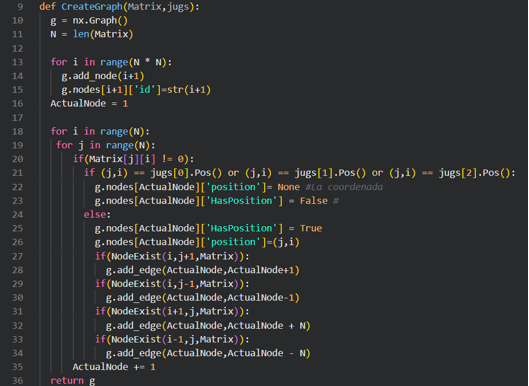 9 def CreateGraph(Matrix,jugs):
10 g = nx.Graph()
11 N = len(Matrix)
12
13 for i in range(N * N):
14 g.add_node(i+1)
15 g.nodes[i+1]['id']=str(i+1)
16 ActualNode = 1
17
18 for i in range(N):
19 for j in range(N):
20 if(Matrix[j][i] != 0):
21 if (j,i) == jugs[0].Pos() or (j,i) == jugs[1].Pos() or (j,i) == jugs[2].Pos():
22 g.nodes[ActualNode]['position']= None #La coordenada
23 g.nodes[ActualNode]['HasPosition'] = False #
24 else:
25 g.nodes[ActualNode]['HasPosition'] = True
26 g.nodes[ActualNode]['position']=(j,i)
27 if(NodeExist(i,j+1,Matrix)):
28 g.add_edge(ActualNode,ActualNode+1)
29 if(NodeExist(i,j-1,Matrix)):
30 g.add_edge(ActualNode,ActualNode-1)
31 if(NodeExist(i+1,j,Matrix)):
32 g.add_edge(ActualNode,ActualNode + N)
33 if(NodeExist(i-1,j,Matrix)):
34 g.add_edge(ActualNode,ActualNode - N)
35 ActualNode += 1
36 return g